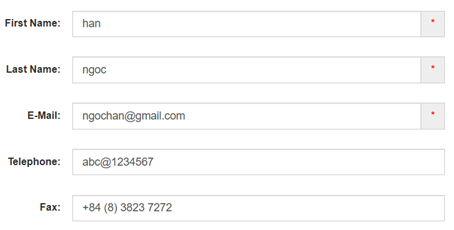 First Name: han *
Last Name: ngoc *
E-Mail: ngochan@gmail.com *
Telephone: abc@1234567
Fax: +84 (8) 3823 7272